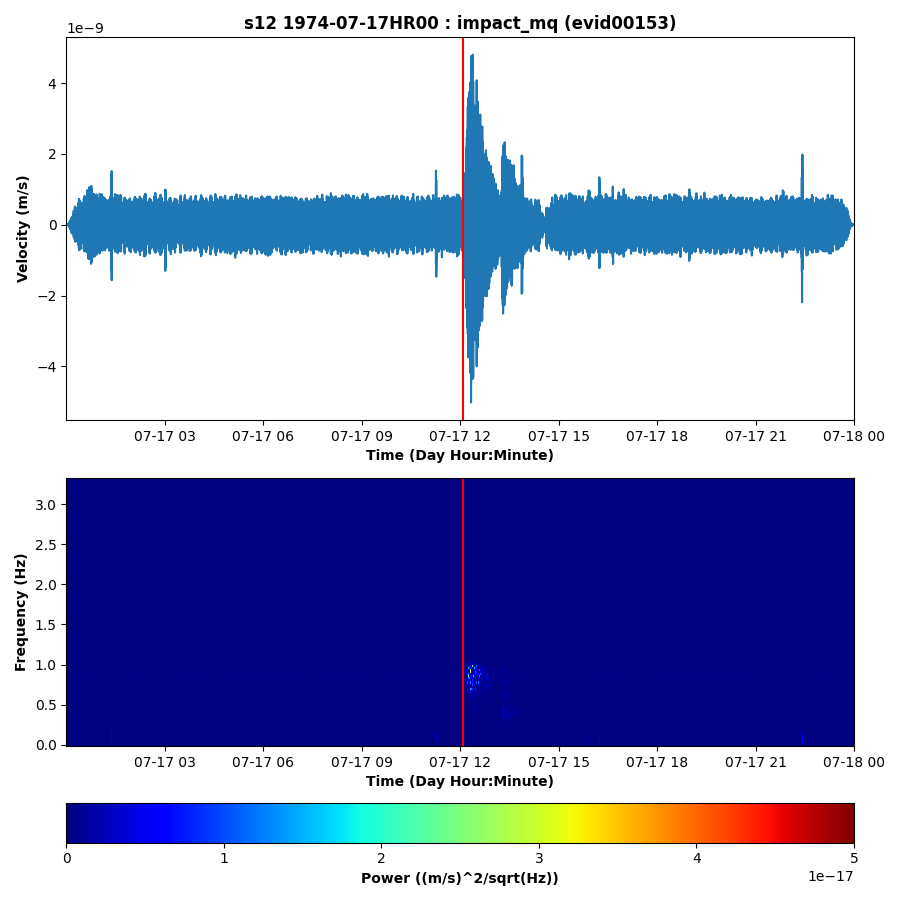 s12 1974-07-17HR00 : impact_mq (evid00153)
1e−9
4
2
0
−2
−4
Velocity (m/s)
07-17 03 07-17 06 07-17 09 07-17 12 07-17 15 07-17 18 07-17 21 07-18 00
Time (Day Hour:Minute)
3.0
2.5
2.0
1.5
1.0
0.5
0.0
Frequency (Hz)
07-17 03 07-17 06 07-17 09 07-17 12 07-17 15 07-17 18 07-17 21 07-18 00
Time (Day Hour:Minute)
0 1 2 3 4 5
1e−17
Power ((m/s)^2/sqrt(Hz))